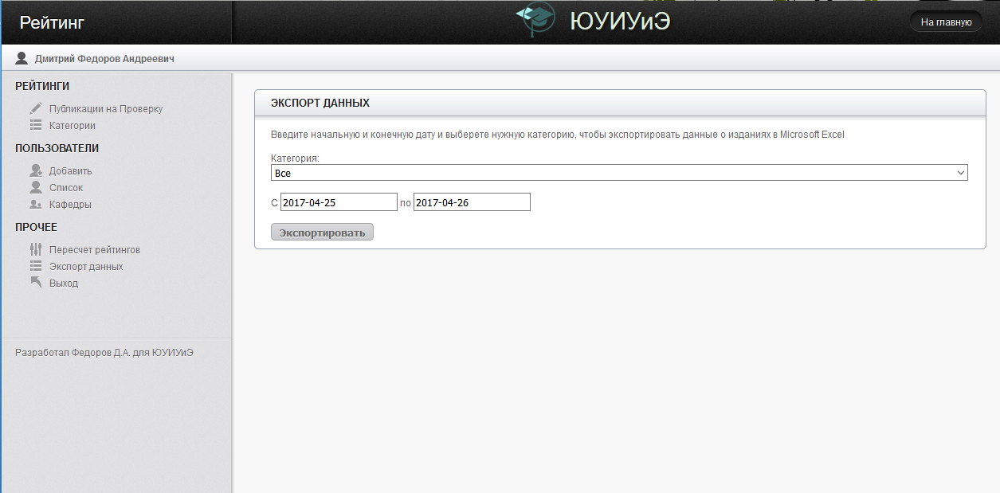 Рейтинг
ЮУИУиЭ
На главную
Дмитрий Федоров Андреевич
РЕЙТИНГИ
Публикации на Проверку
Категории
ПОЛЬЗОВАТЕЛИ
Добавить
Список
Кафедры
ПРОЧЕЕ
Пересчет рейтингов
Экспорт данных
Выход
Разработал Федоров Д.А. для ЮУИУиЭ
ЭКСПОРТ ДАННЫХ
Введите начальную и конечную дату и выберете нужную категорию, чтобы экспортировать данные о изданиях в Microsoft Excel
Категория:
Все
С 2017-04-25 по 2017-04-26
Экспортировать